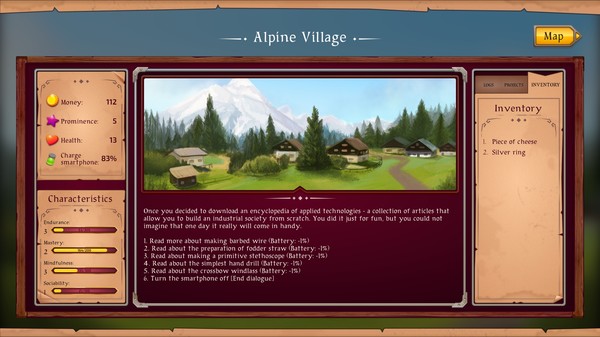 Alpine Village
Map
Money: 112
Prominence: 5
Health: 13
Charge
smartphone: 83%
Characteristics
Endurance:
3
Mastery:
2
Mindfulness:
3
Sociability:
PROJECTS
INVENTORY
Inventory
1. Piece of cheese
2. Silver ring
Once you decided to download an encyclopedia of applied technologies - a collection of articles that
allow you to build an industrial society from scratch. You did it just for fun, but you could not
imagine that one day it really will come in handy.
1. Read more about making barbed wire (Battery: -1%)
2. Read about the preparation of fodder straw (Battery: -1%)
3. Read about making a primitive stethoscope (Battery: -1%)
4. Read about the simplest hand drill (Battery: -1%)
5. Read about the crossbow windlass (Battery: -1%)
6. Turn the smartphone off [End dialogue]